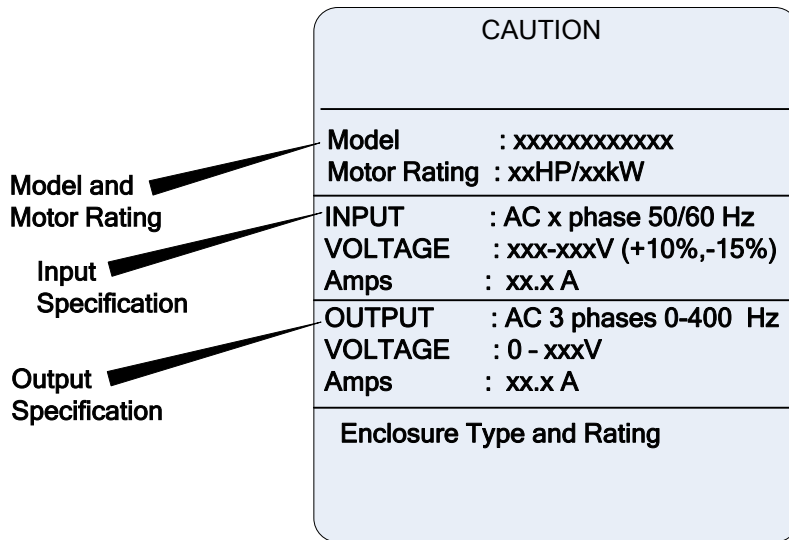 CAUTION
Model : xxxxxxxxxxxx
Motor Rating : xxHP/xxkW
Model and
Motor Rating
INPUT : AC x phase 50/60 Hz
VOLTAGE : xxx-xxxV (+10%,-15%)
Amps : xx.x A
Input
Specification
OUTPUT : AC 3 phases 0-400 Hz
VOLTAGE : 0 – xxxV
Amps : xx.x A
Output
Specification
Enclosure Type and Rating